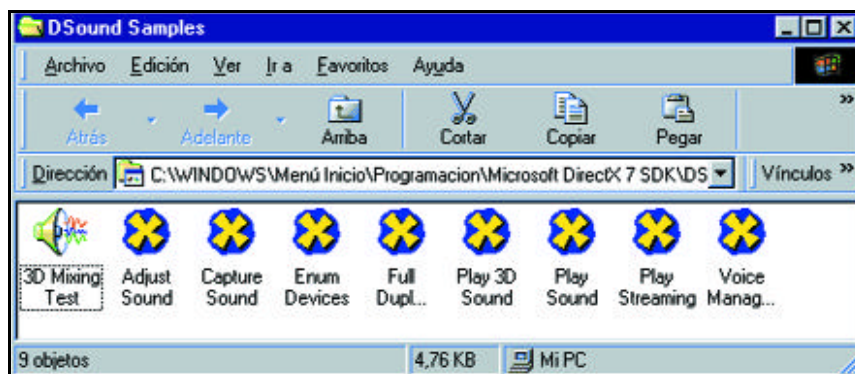 DSound Samples
Archivo Edición Ver Ir a Favoritos Ayuda
»
Atrás Adelante Arriba Cortar Copiar Pegar
Dirección C:\WINDOWS\Menú Inicio\Programacion\Microsoft DirectX 7 SDK\DS Vínculos »
3D Mixing Test
Adjust Sound
Capture Sound
Enum Devices
Full Dupl...
Play 3D Sound
Play Sound
Play Streaming
Voice Manag...
9 objetos 4,76 KB Mi PC